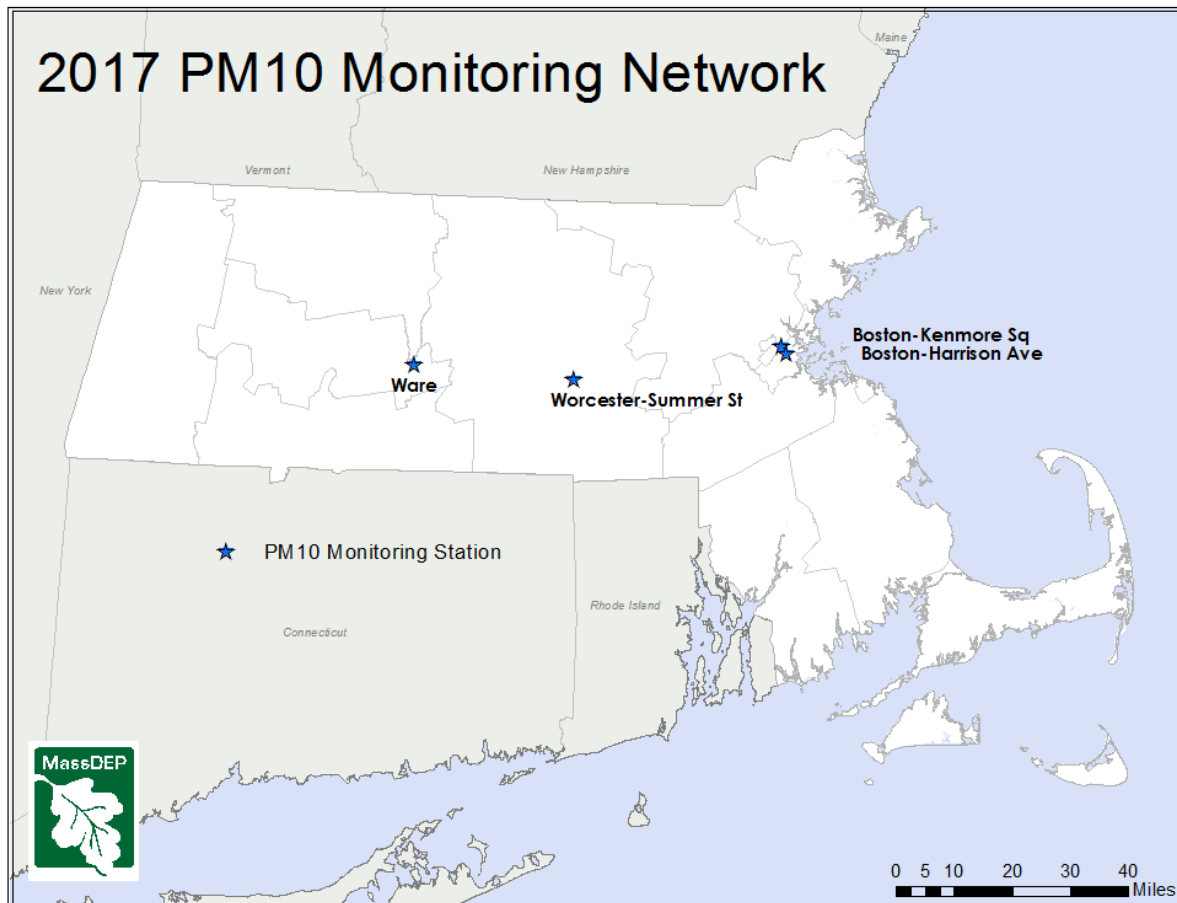 Maine
2017 PM10 Monitoring Network
Vermont
New Hampshire
New York
Boston-Kenmore Sq
Boston-Harrison Ave
Ware
Worcester-Summer St
PM10 Monitoring Station
Rhode Island
Connecticut
MassDEP
0 5 10 20 30 40
Miles